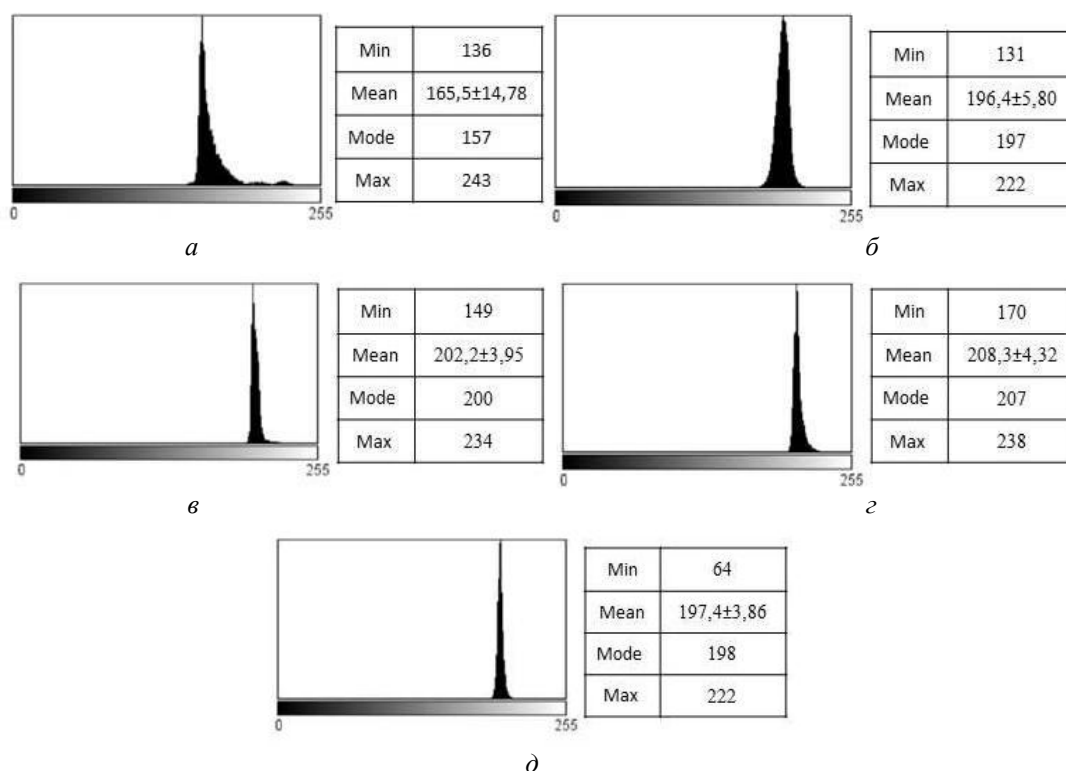 Min 136
Mean 165,5±14,78
Mode 157
Max 243
0 255
а
Min 131
Mean 196,4±5,80
Mode 197
Max 222
0 255
б
Min 149
Mean 202,2±3,95
Mode 200
Max 234
0 255
в
Min 170
Mean 208,3±4,32
Mode 207
Max 238
0 255
г
Min 64
Mean 197,4±3,86
Mode 198
Max 222
0 255
д